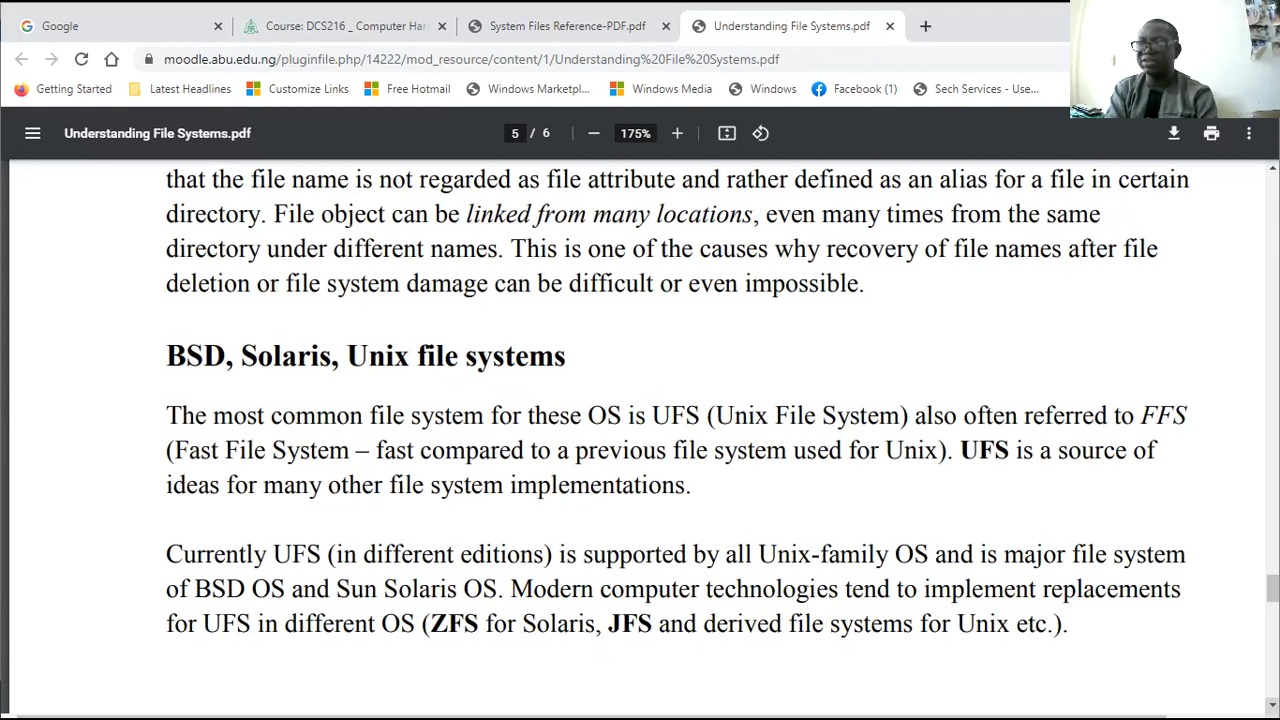 Google
Course: DCS216 _ Computer Har
System Files Reference-PDF.pdf
Understanding File Systems.pdf
moodle.abu.edu.ng/pluginfile.php/14222/mod_resource/content/1/Understanding%20File%20Systems.pdf
Getting Started
Latest Headlines
Customize Links
Free Hotmail
Windows Marketpl...
Windows Media
Windows
Facebook (1)
Sech Services - Use...
Understanding File Systems.pdf
5 / 6
175%
that the file name is not regarded as file attribute and rather defined as an alias for a file in certain
directory. File object can be linked from many locations, even many times from the same
directory under different names. This is one of the causes why recovery of file names after file
deletion or file system damage can be difficult or even impossible.
BSD, Solaris, Unix file systems
The most common file system for these OS is UFS (Unix File System) also often referred to FFS
(Fast File System – fast compared to a previous file system used for Unix). UFS is a source of
ideas for many other file system implementations.
Currently UFS (in different editions) is supported by all Unix-family OS and is major file system
of BSD OS and Sun Solaris OS. Modern computer technologies tend to implement replacements
for UFS in different OS (ZFS for Solaris, JFS and derived file systems for Unix etc.).